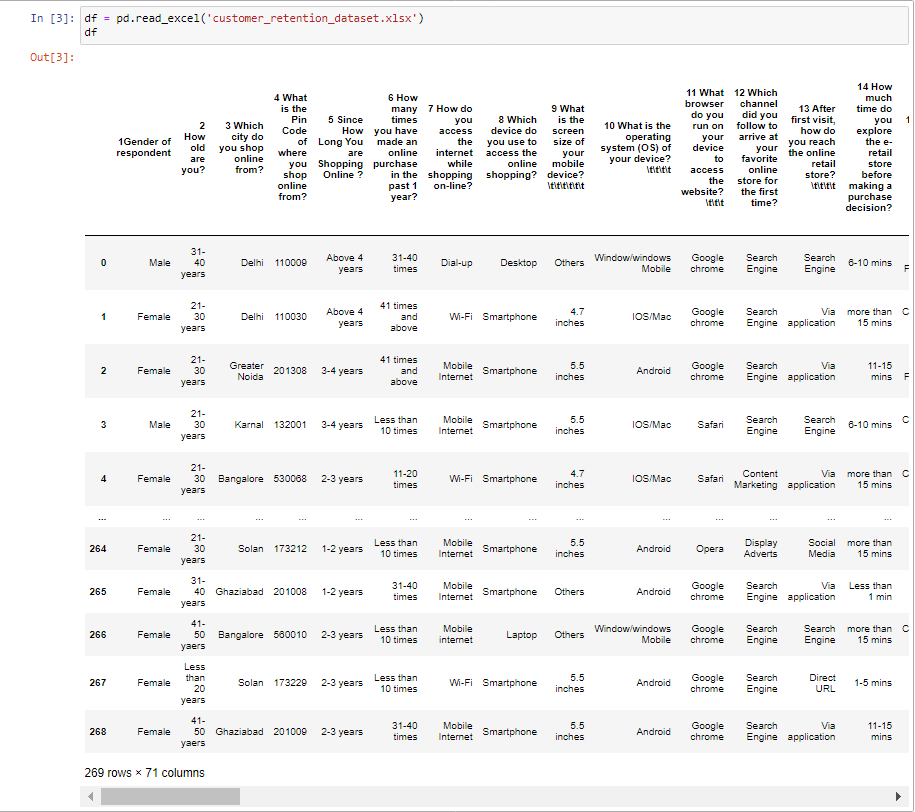 In [3]: df = pd.read_excel('customer_retention_dataset.xlsx')
df
Out[3]:
1Gender of respondent
2 How old are you?
3 Which city do you shop online from?
4 What is the Pin Code of where you shop online from?
5 Since How Long You are Shopping Online ?
6 How many times you have made an online purchase in the past 1 year?
7 How do you access the internet while shopping on-line?
8 Which device do you use to access the online shopping?
9 What is the screen size of your mobile device? \t\t\t\t\t\t
10 What is the operating system (OS) of your device? \t\t\t\t
11 What browser do you run on your device to access the website? \t\t\t
12 Which channel did you follow to arrive at your favorite online store for the first time?
13 After first visit, how do you reach the online retail store? \t\t\t\t
14 How much time do you explore the e- retail store before making a purchase decision?
1
0 Male 31-40 years Delhi 110009 Above 4 years 31-40 times Dial-up Desktop Others Window/windows Mobile Google chrome Search Engine Search Engine 6-10 mins F
1 Female 21-30 years Delhi 110030 Above 4 years 41 times and above Wi-Fi Smartphone 4.7 inches IOS/Mac Google chrome Search Engine Via application more than 15 mins C
2 Female 21-30 years Greater Noida 201308 3-4 years 41 times and above Mobile Internet Smartphone 5.5 inches Android Google chrome Search Engine Via application 11-15 mins F
3 Male 21-30 years Karnal 132001 3-4 years Less than 10 times Mobile Internet Smartphone 5.5 inches IOS/Mac Safari Search Engine Search Engine 6-10 mins C
4 Female 21-30 years Bangalore 530068 2-3 years 11-20 times Wi-Fi Smartphone 4.7 inches IOS/Mac Safari Content Marketing Via application more than 15 mins C
... ... ... ... ... ... ... ... ... ... ... ... ... ... ...
264 Female 21-30 years Solan 173212 1-2 years Less than 10 times Mobile Internet Smartphone 5.5 inches Android Opera Display Adverts Social Media more than 15 mins
265 Female 31-40 years Ghaziabad 201008 1-2 years 31-40 times Mobile Internet Smartphone Others Android Google chrome Search Engine Via application Less than 1 min
266 Female 41-50 yaers Bangalore 560010 2-3 years Less than 10 times Mobile internet Laptop Others Window/windows Mobile Google chrome Search Engine Search Engine more than 15 mins C
267 Female Less than 20 years Solan 173229 2-3 years Less than 10 times Wi-Fi Smartphone 5.5 inches Android Google chrome Search Engine Direct URL 1-5 mins
268 Female 41-50 yaers Ghaziabad 201009 2-3 years 31-40 times Mobile Internet Smartphone 5.5 inches Android Google chrome Search Engine Via application 11-15 mins
269 rows × 71 columns